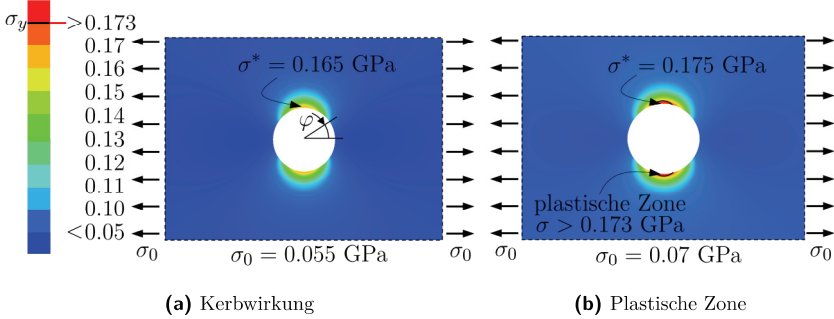 σ_y
>0.173
0.17
0.16
0.15
0.14
0.13
0.12
0.11
0.10
<0.05
σ* = 0.165 GPa
φ
σ₀
σ₀ = 0.055 GPa
σ₀
(a) Kerbwirkung
σ* = 0.175 GPa
plastische Zone
σ > 0.173 GPa
σ₀
σ₀ = 0.07 GPa
σ₀
(b) Plastische Zone